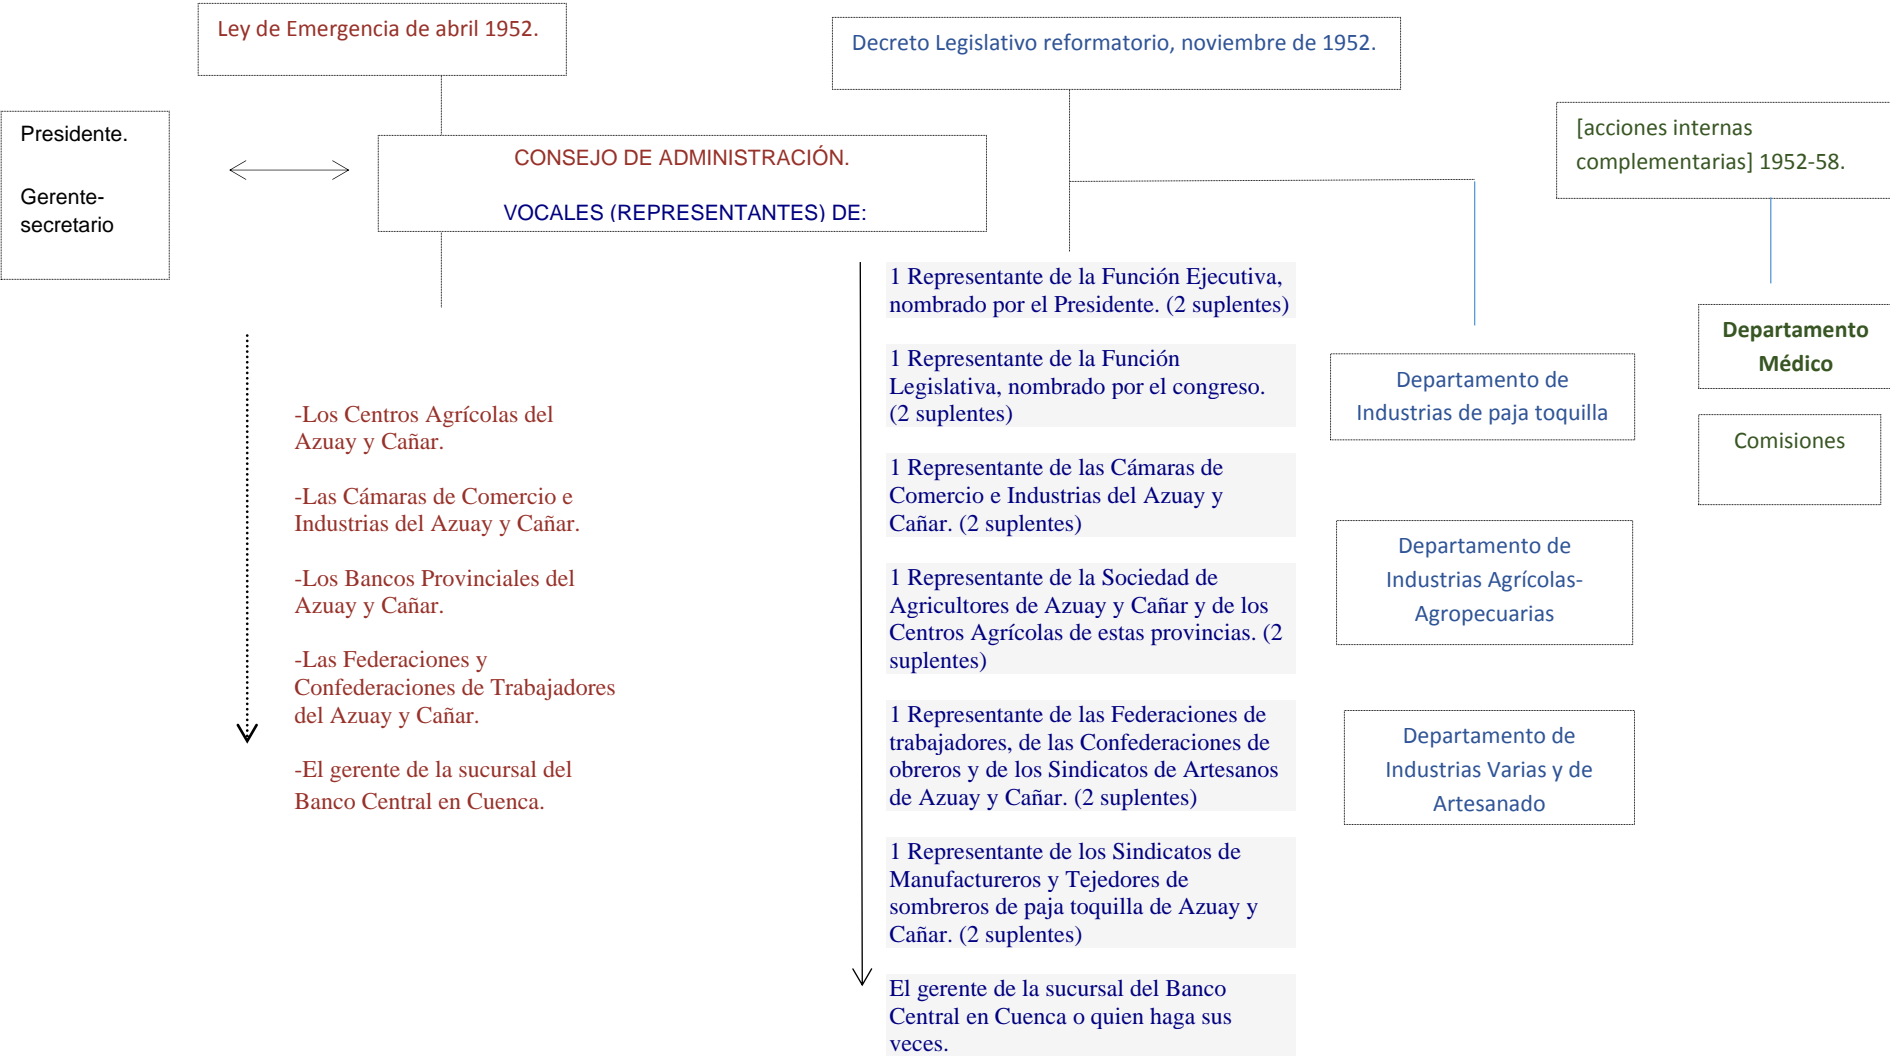 Ley de Emergencia de abril 1952.
Decreto Legislativo reformatorio, noviembre de 1952.
Presidente.
Gerente-
secretario
CONSEJO DE ADMINISTRACIÓN.
VOCALES (REPRESENTANTES) DE:
[acciones internas
complementarias] 1952-58.
-Los Centros Agrícolas del
Azuay y Cañar.
-Las Cámaras de Comercio e
Industrias del Azuay y Cañar.
-Los Bancos Provinciales del
Azuay y Cañar.
-Las Federaciones y
Confederaciones de Trabajadores
del Azuay y Cañar.
-El gerente de la sucursal del
Banco Central en Cuenca.
1 Representante de la Función Ejecutiva,
nombrado por el Presidente. (2 suplentes)
1 Representante de la Función
Legislativa, nombrado por el congreso.
(2 suplentes)
1 Representante de las Cámaras de
Comercio e Industrias del Azuay y
Cañar. (2 suplentes)
1 Representante de la Sociedad de
Agricultores de Azuay y Cañar y de los
Centros Agrícolas de estas provincias. (2
suplentes)
1 Representante de las Federaciones de
trabajadores, de las Confederaciones de
obreros y de los Sindicatos de Artesanos
de Azuay y Cañar. (2 suplentes)
1 Representante de los Sindicatos de
Manufactureros y Tejedores de
sombreros de paja toquilla de Azuay y
Cañar. (2 suplentes)
El gerente de la sucursal del Banco
Central en Cuenca o quien haga sus
veces.
Departamento de
Industrias de paja toquilla
Departamento de
Industrias Agrícolas-
Agropecuarias
Departamento de
Industrias Varias y de
Artesanado
Departamento
Médico
Comisiones